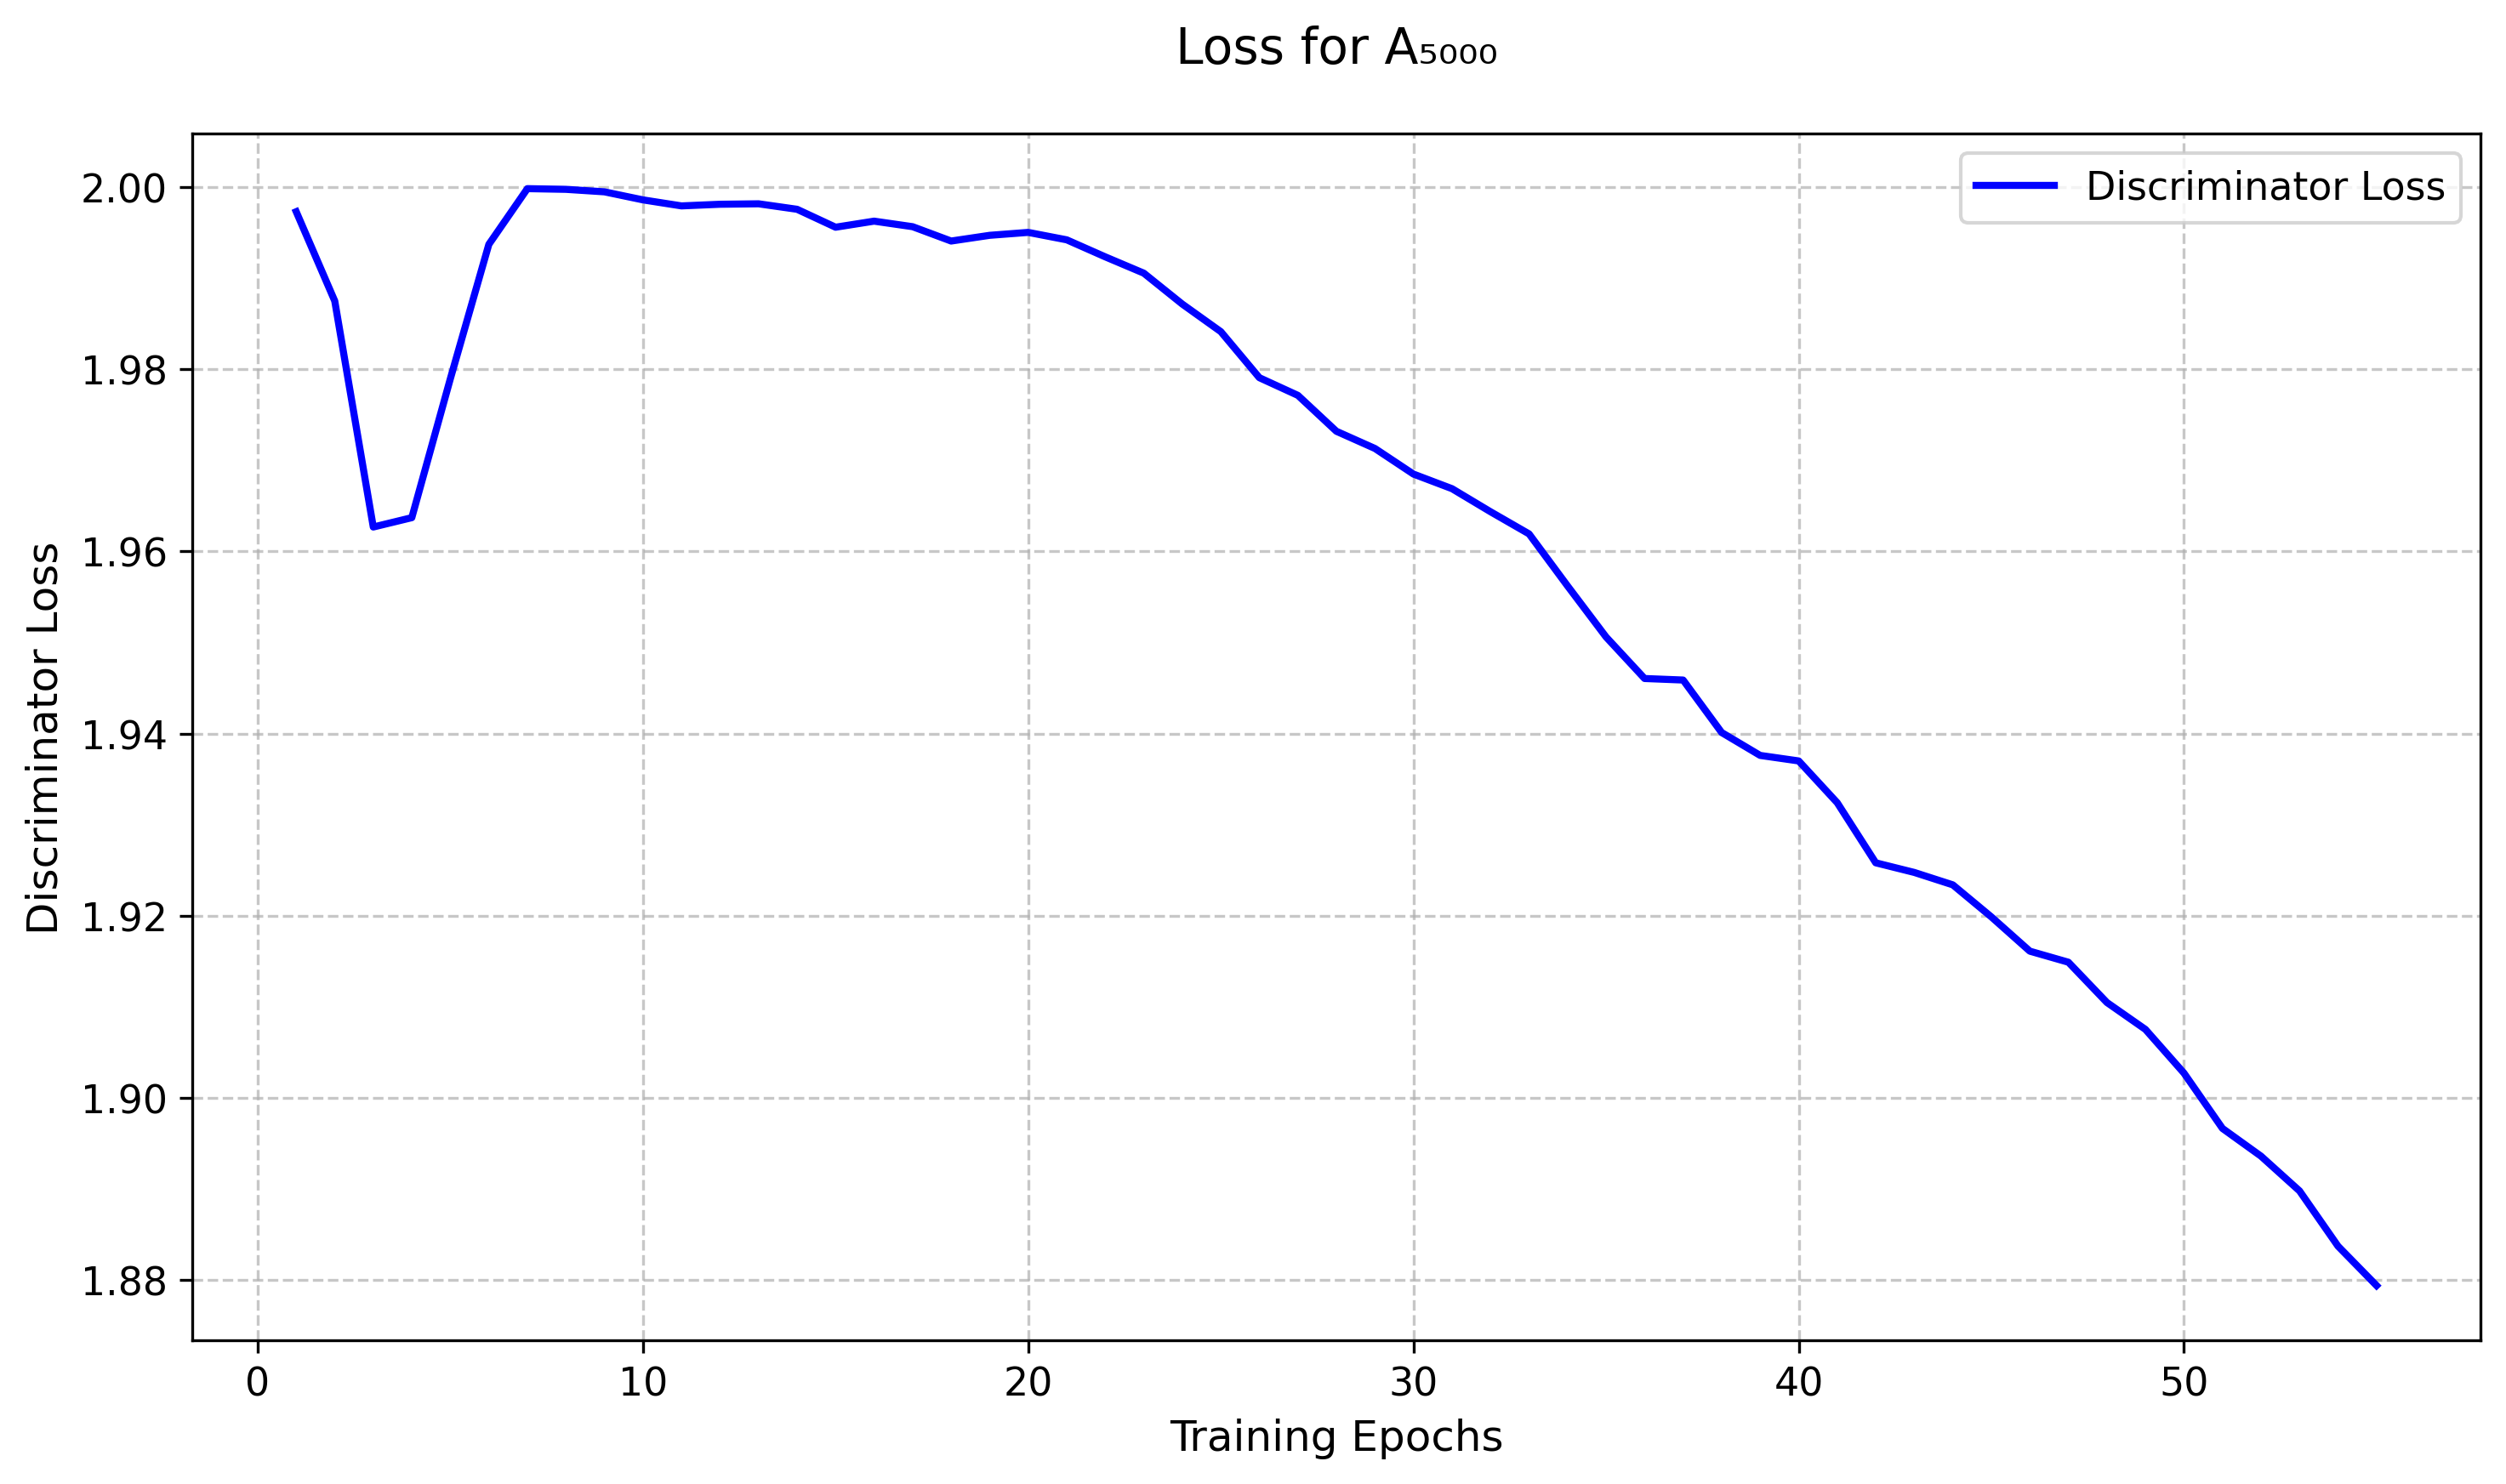 Loss for A₅₀₀₀
Discriminator Loss
2.00
1.98
1.96
1.94
1.92
1.90
1.88
Discriminator Loss
0 10 20 30 40 50
Training Epochs